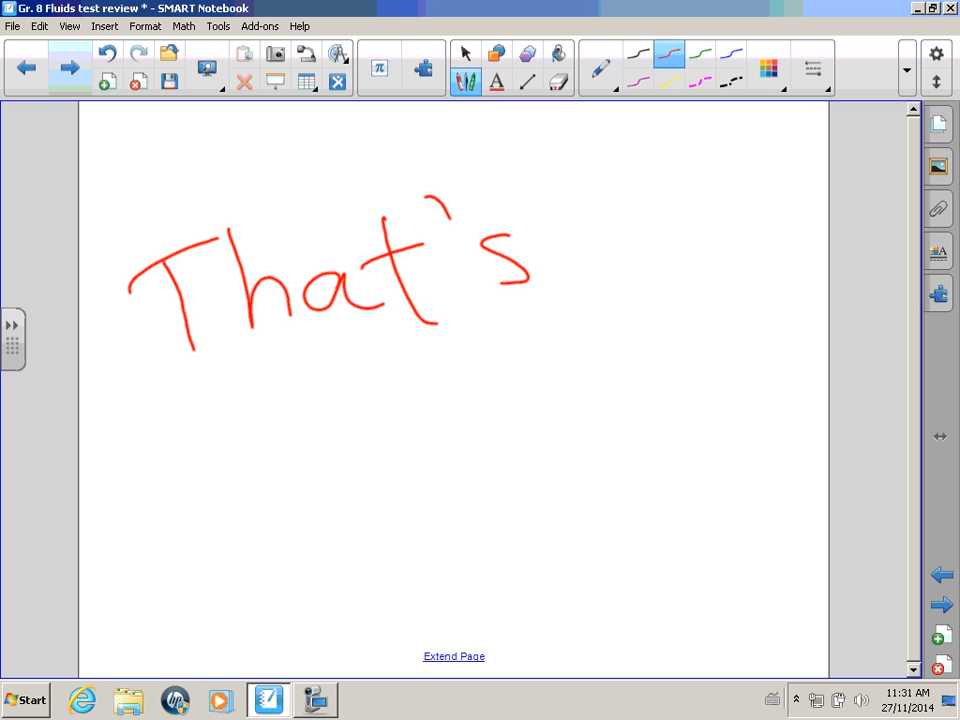 Gr. 8 Fluids test review * - SMART Notebook
File Edit View Insert Format Math Tools Add-ons Help
π
A
A
That's
Extend Page
Start
11:31 AM
27/11/2014